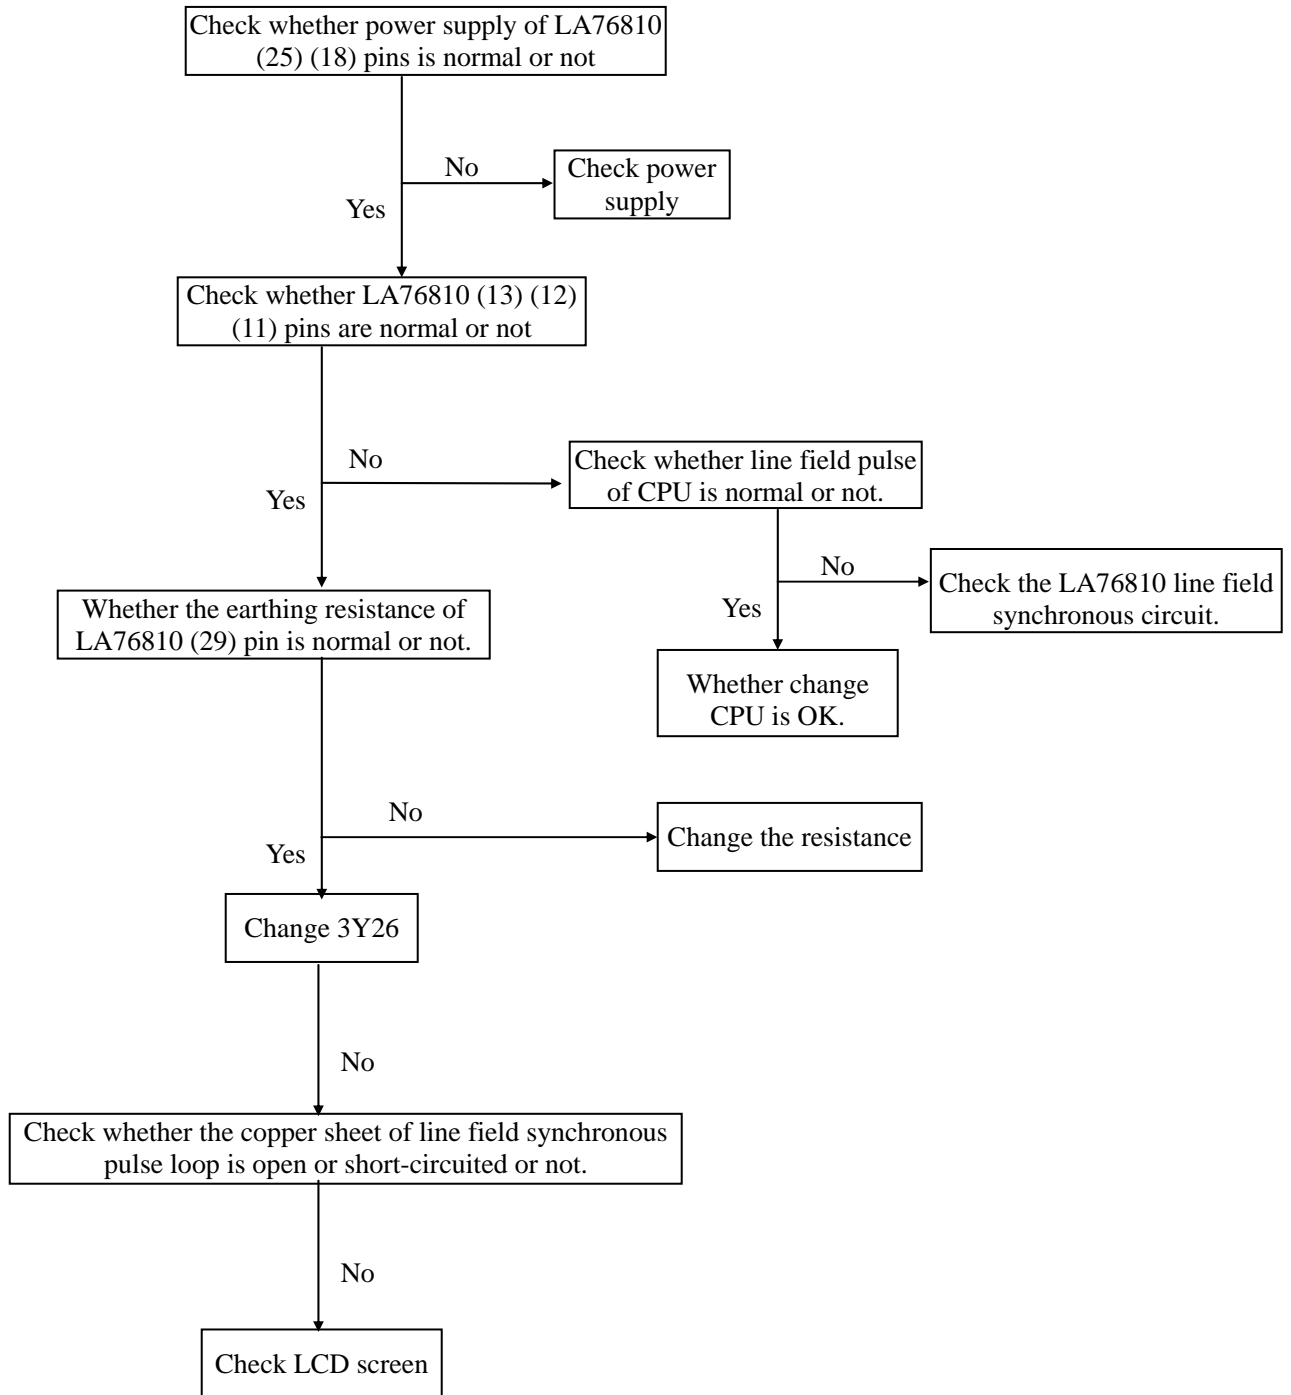 Check whether power supply of LA76810
(25) (18) pins is normal or not
No
Check power
supply
Yes
Check whether LA76810 (13) (12)
(11) pins are normal or not
No
Check whether line field pulse
of CPU is normal or not.
Yes
No
Check the LA76810 line field
synchronous circuit.
Yes
Whether the earthing resistance of
LA76810 (29) pin is normal or not.
Whether change
CPU is OK.
No
Change the resistance
Yes
Change 3Y26
No
Check whether the copper sheet of line field synchronous
pulse loop is open or short-circuited or not.
No
Check LCD screen